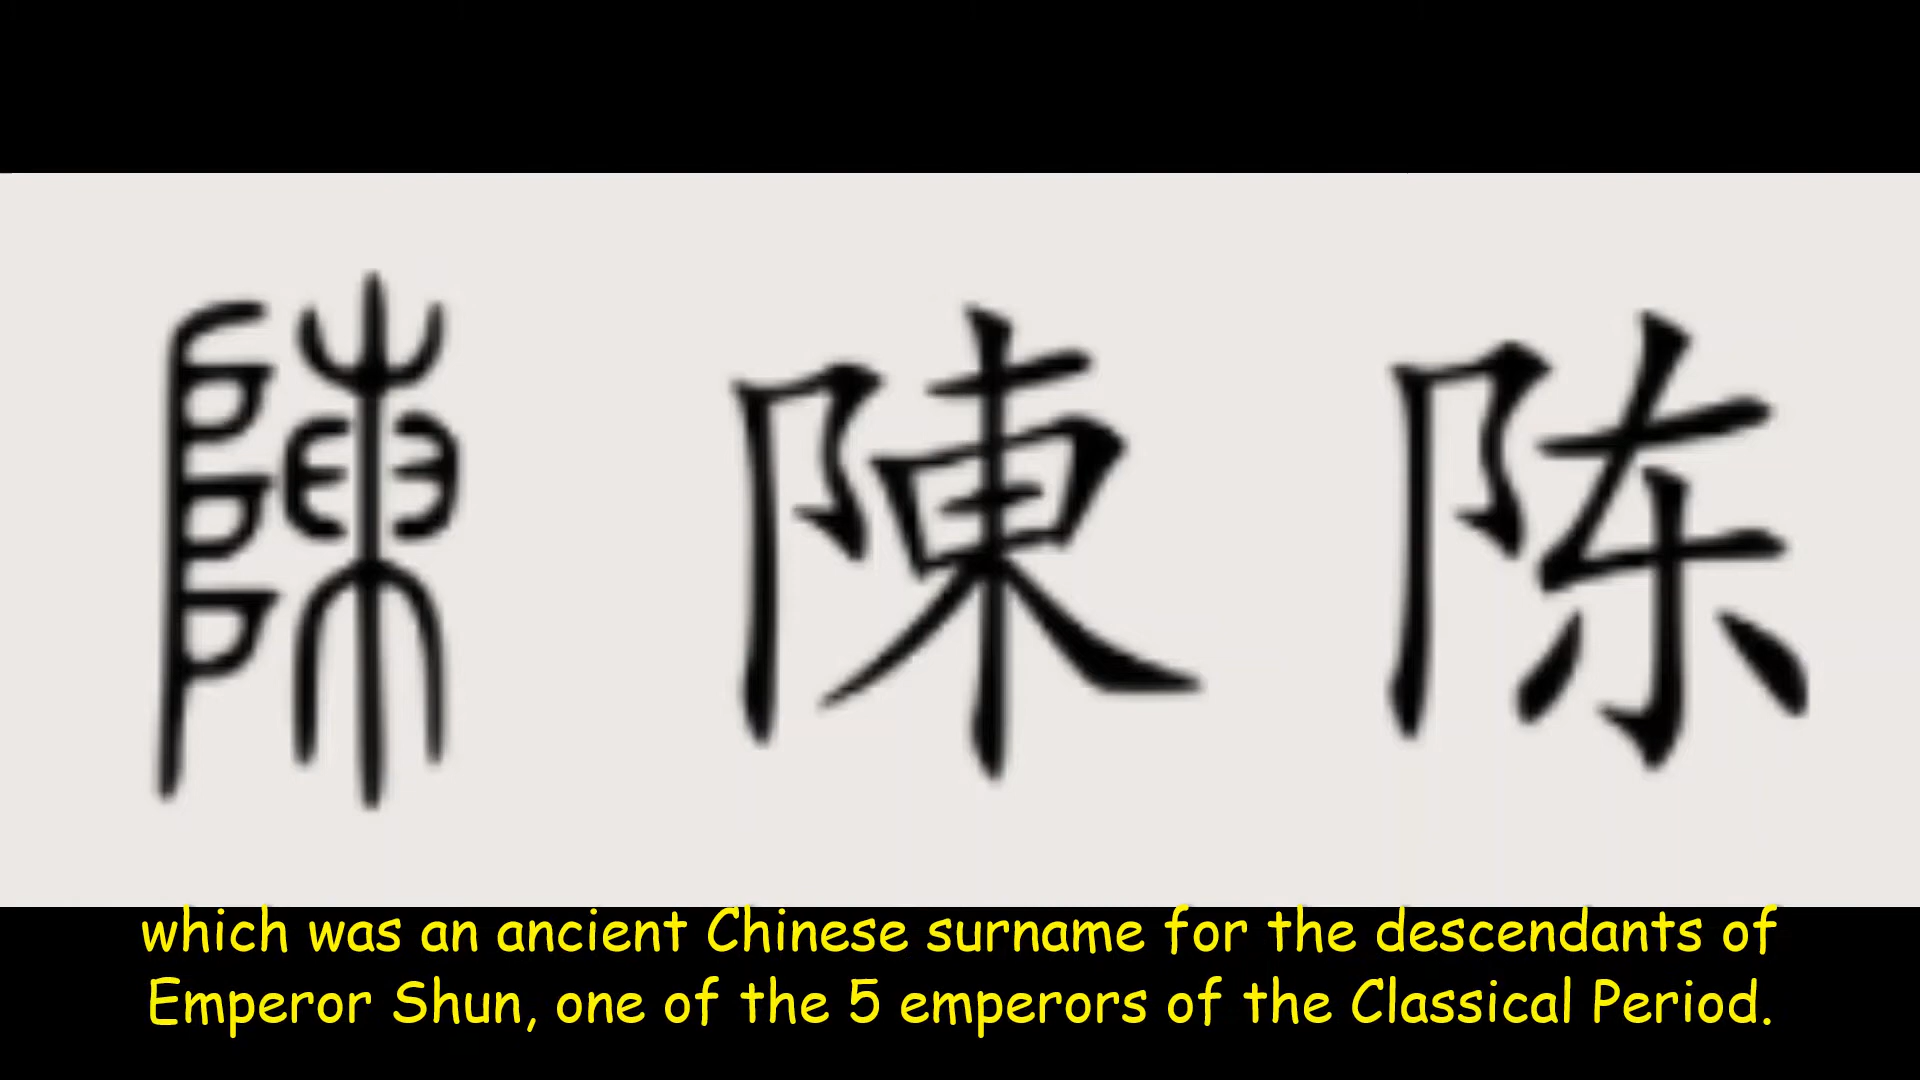 陳 陳 陈
which was an ancient Chinese surname for the descendants of
Emperor Shun, one of the 5 emperors of the Classical Period.